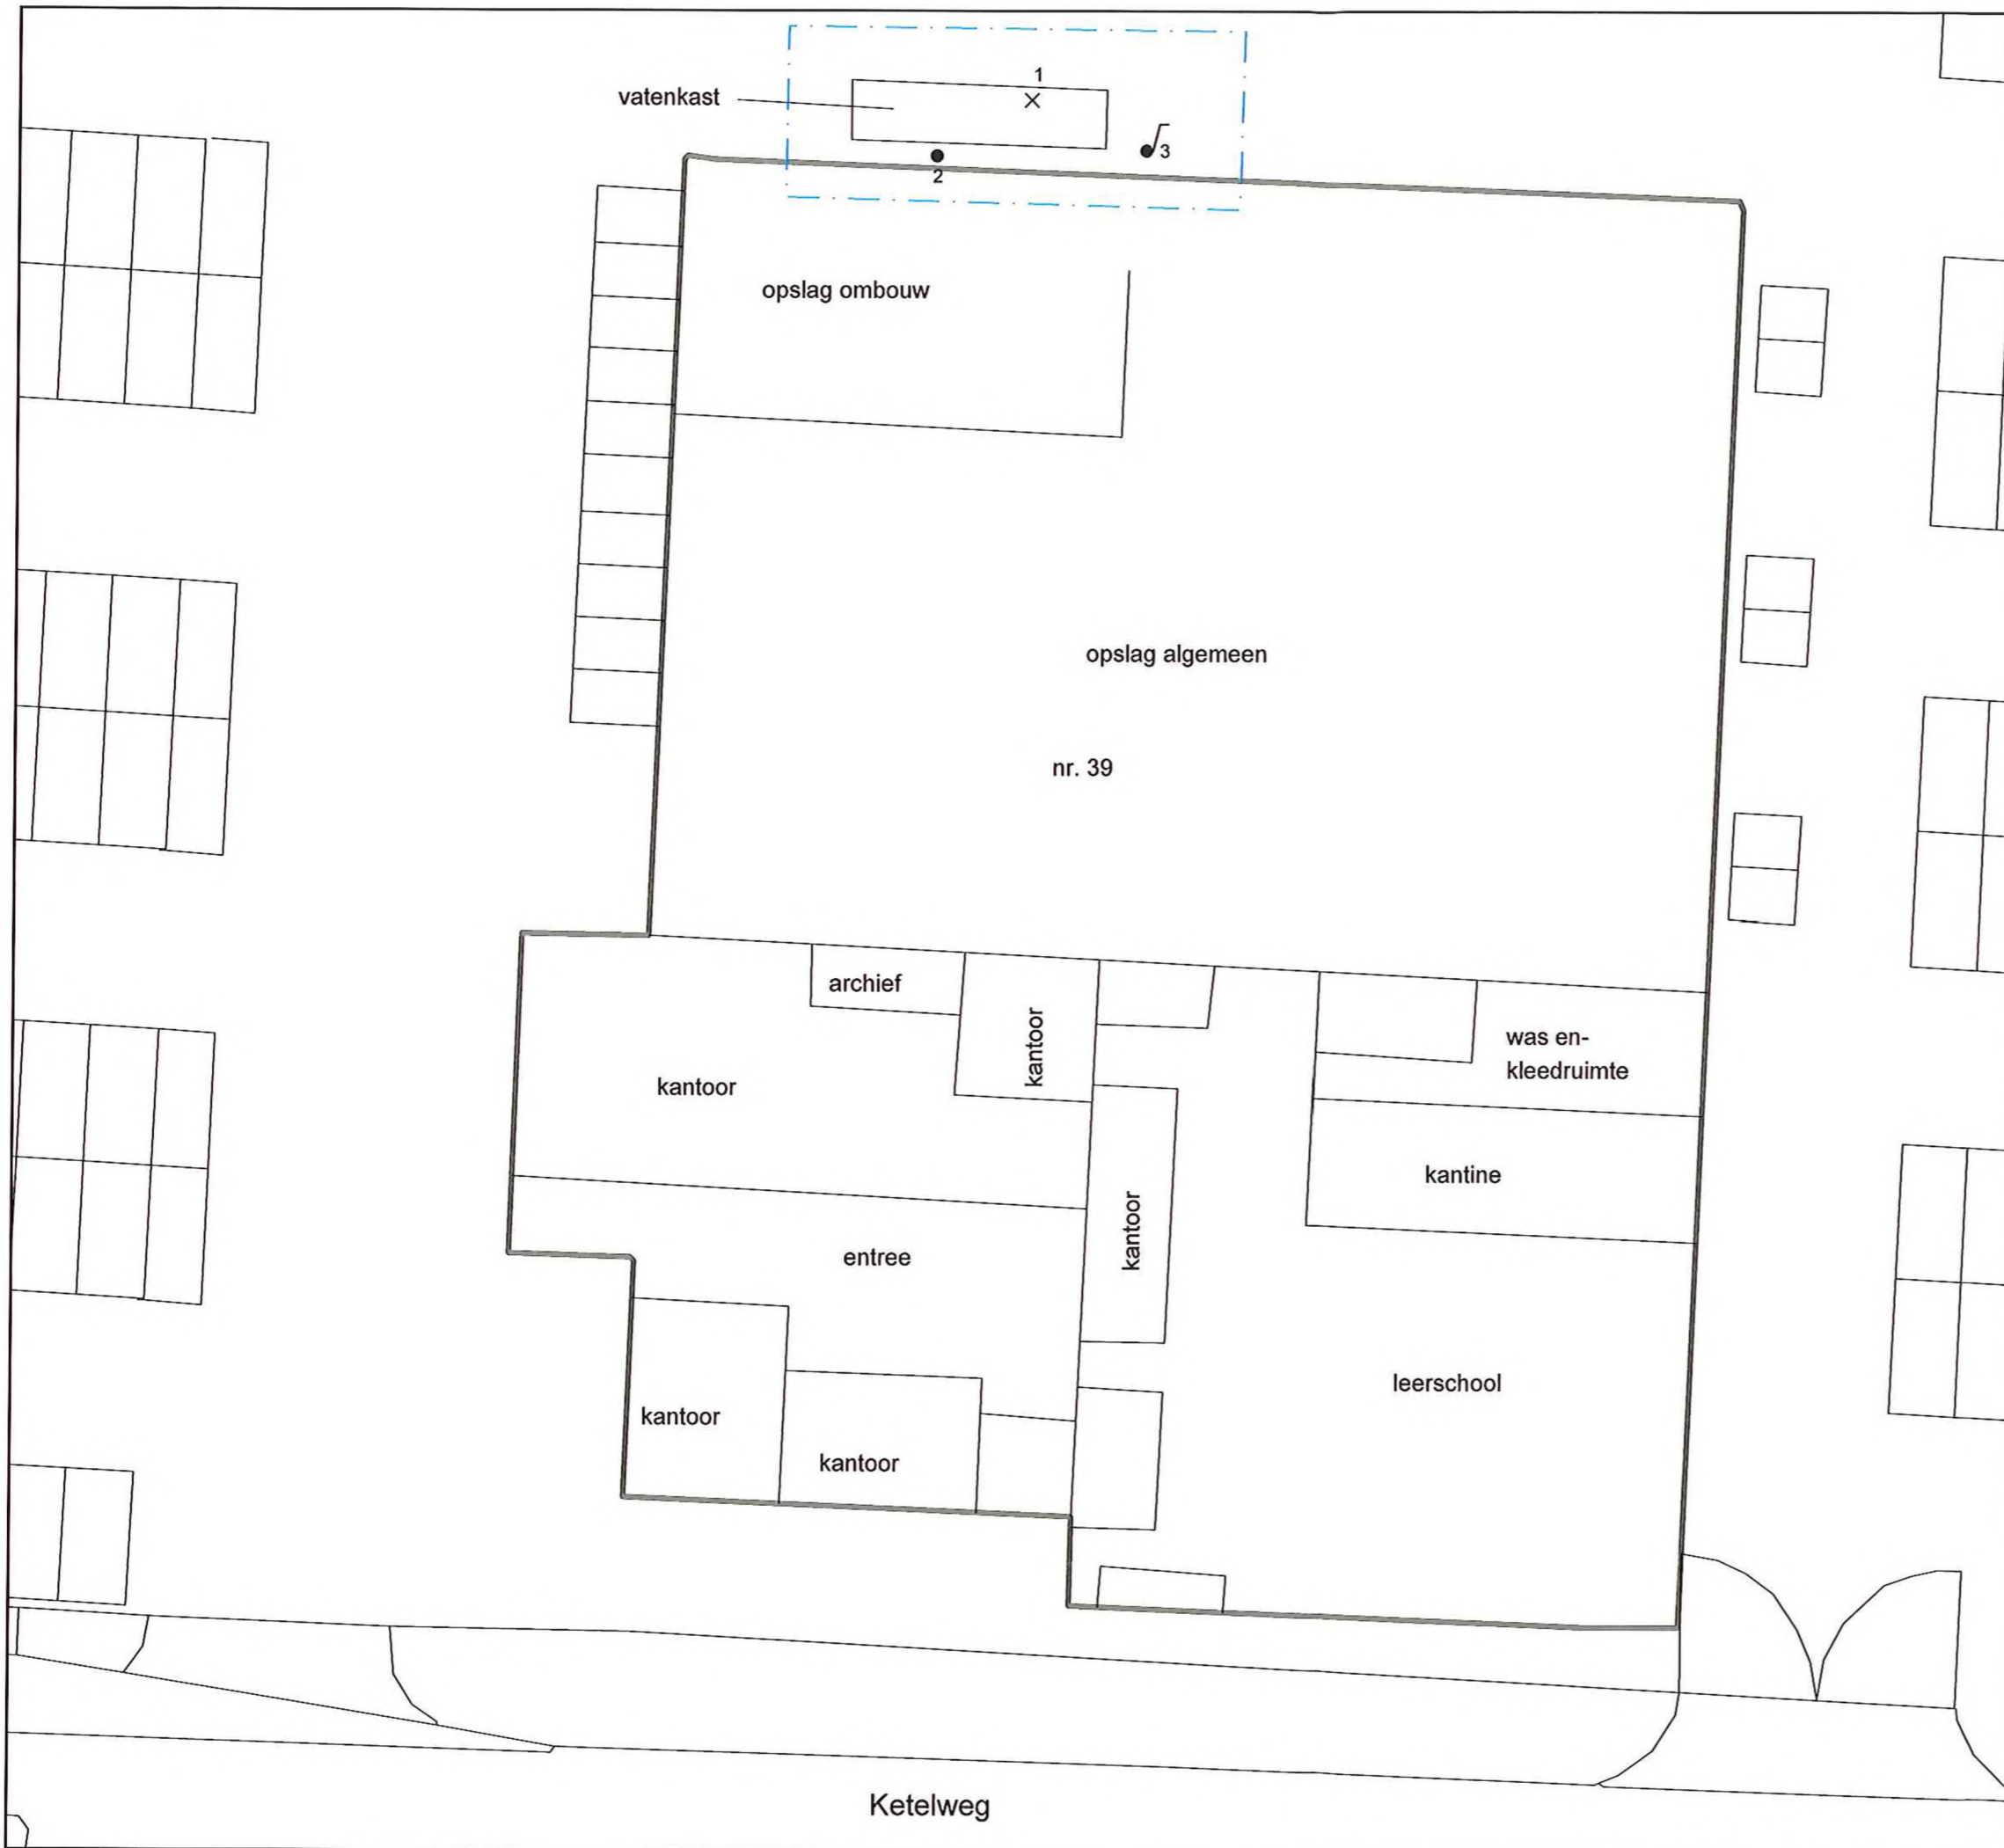 1
vatenkast
3
2
opslag ombouw
opslag algemeen
nr. 39
archief
kantoor
was en-
kleedruimte
kantoor
kantine
kantoor
entree
leerschool
kantoor
kantoor
Ketelweg